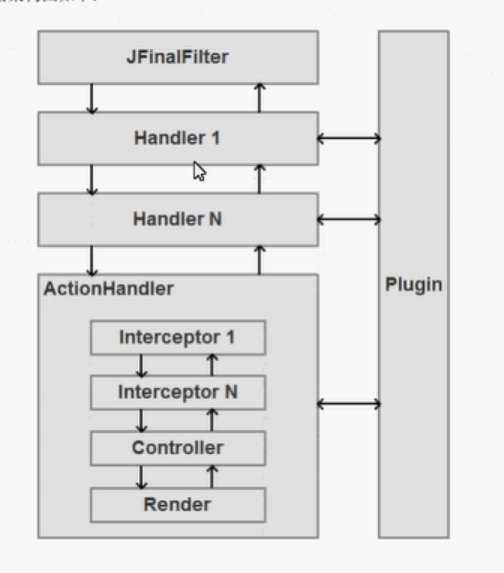 JFinalFilter
Handler 1
Handler N
ActionHandler
Interceptor 1
Interceptor N
Controller
Render
Plugin